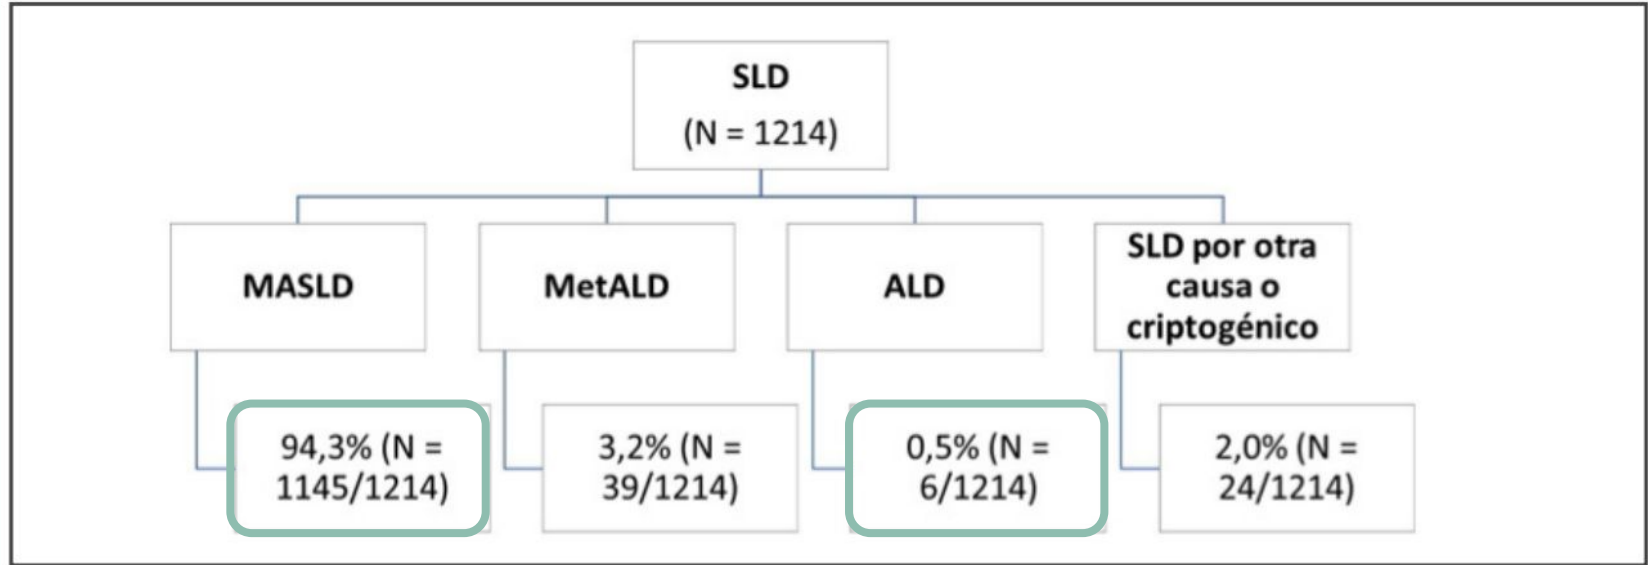 SLD
(N = 1214)
MASLD
MetALD
ALD
SLD por otra
causa o
criptogénico
94,3% (N =
1145/1214)
3,2% (N =
39/1214)
0,5% (N =
6/1214)
2,0% (N =
24/1214)